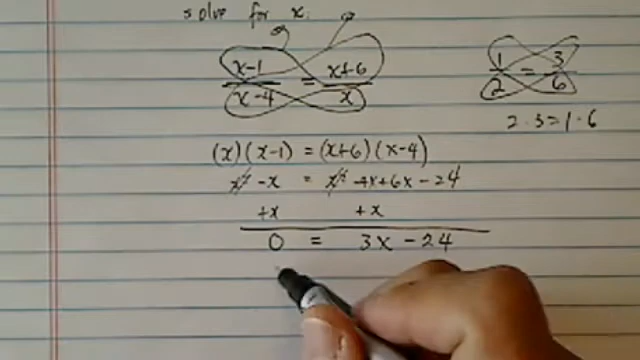 solve for x.
x-1 / x-4 = x+6 / x
1/2 = 3/6
2·3=1·6
(x)(x-1) = (x+6)(x-4)
x² -x = x² -4x+6x-24
+x +x
0 = 3x -24